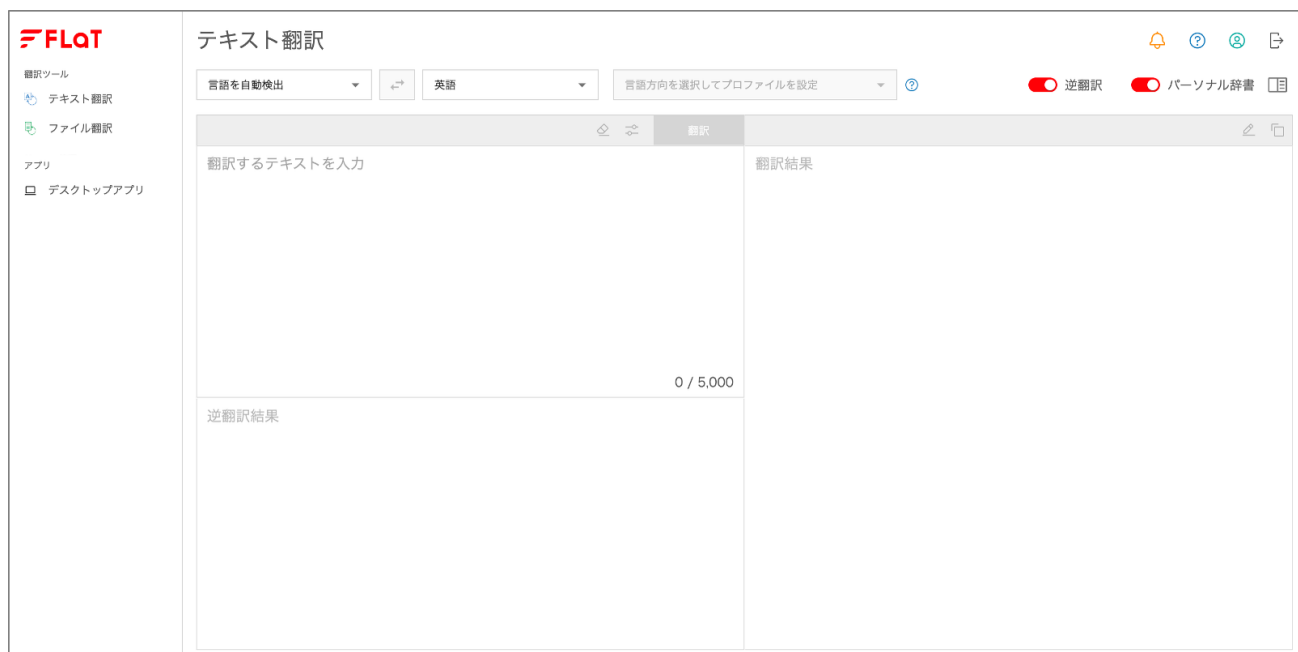 FLaT
翻訳ツール
テキスト翻訳
ファイル翻訳
アプリ
デスクトップアプリ
テキスト翻訳
言語を自動検出
英語
言語方向を選択してプロファイルを設定
逆翻訳
パーソナル辞書
翻訳
翻訳するテキストを入力
0 / 5,000
逆翻訳結果
翻訳結果